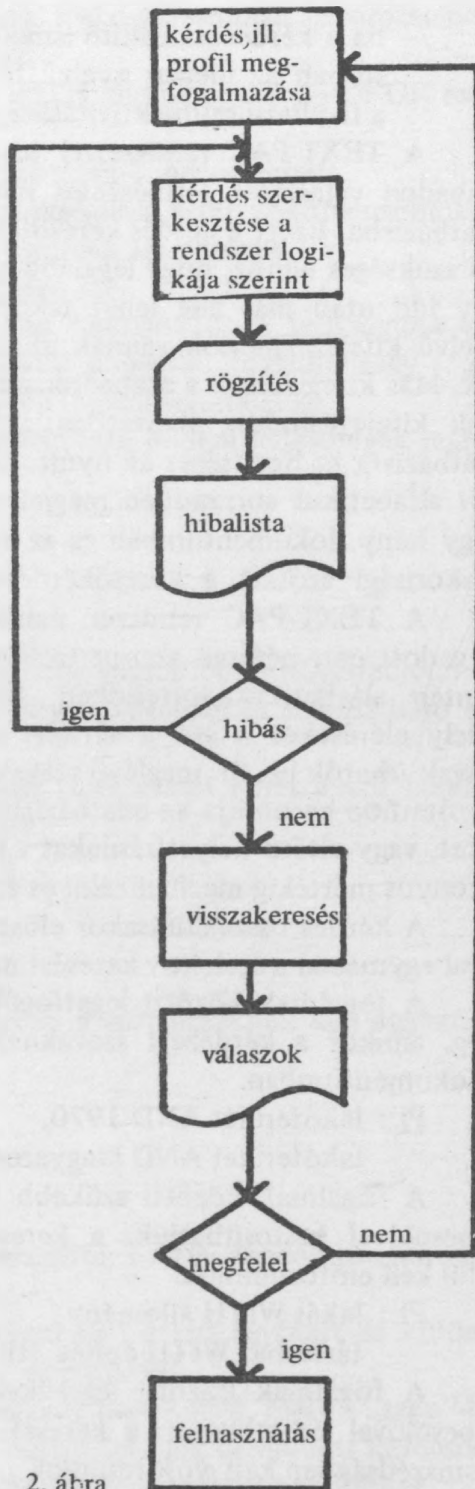 kérdés, ill.
profil meg-
fogalmazása
kérdés szer-
kesztése a
rendszer logi-
kája szerint
rögzítés
hibalista
igen
hibás
nem
visszakeresés
válaszok
nem
megfelel
igen
felhasználás
2. ábra